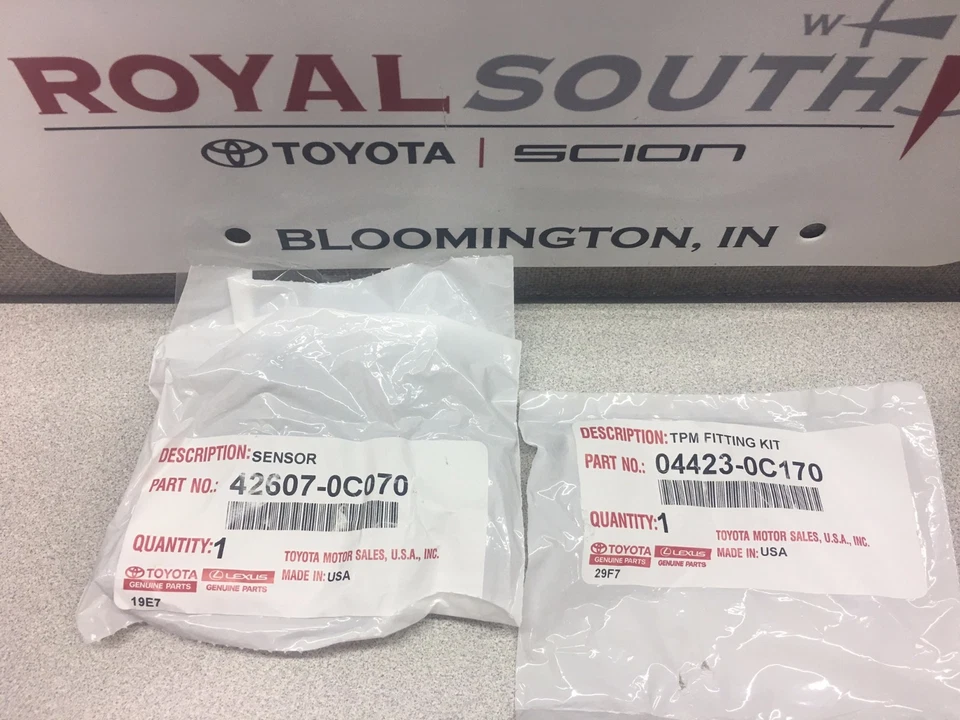 W
ROYAL SOUTH
TOYOTA | SCION
BLOOMINGTON, IN
DESCRIPTION: SENSOR
PART NO.: 42607-0C070
QUANTITY: 1
TOYOTA MOTOR SALES, U.S.A., INC.
TOYOTA
GENUINE PARTS
LEXUS
GENUINE PARTS
MADE IN: USA
19E7
DESCRIPTION: TPM FITTING KIT
PART NO.: 04423-0C170
QUANTITY: 1
TOYOTA MOTOR SALES, U.S.A., INC.
TOYOTA
GENUINE PARTS
LEXUS
GENUINE PARTS
MADE IN: USA
29F7